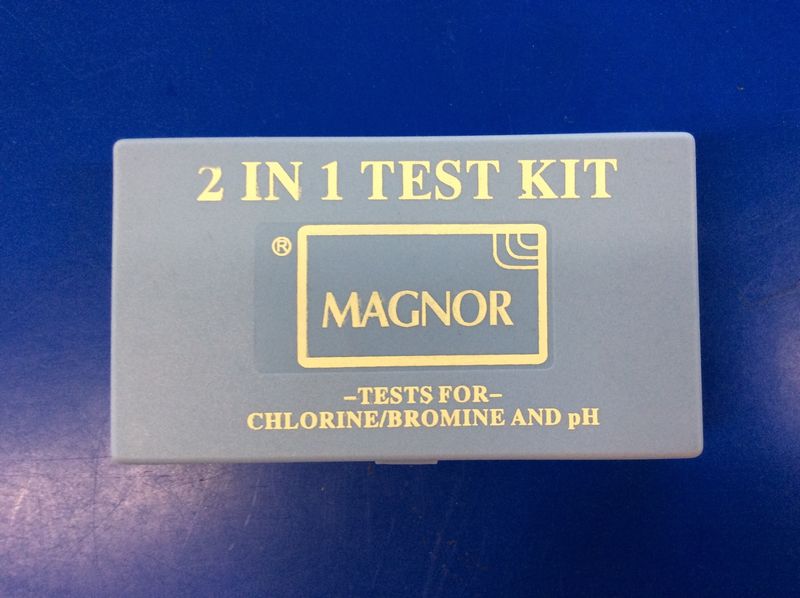 2 IN 1 TEST KIT
®
MAGNOR
–TESTS FOR–
CHLORINE/BROMINE AND pH